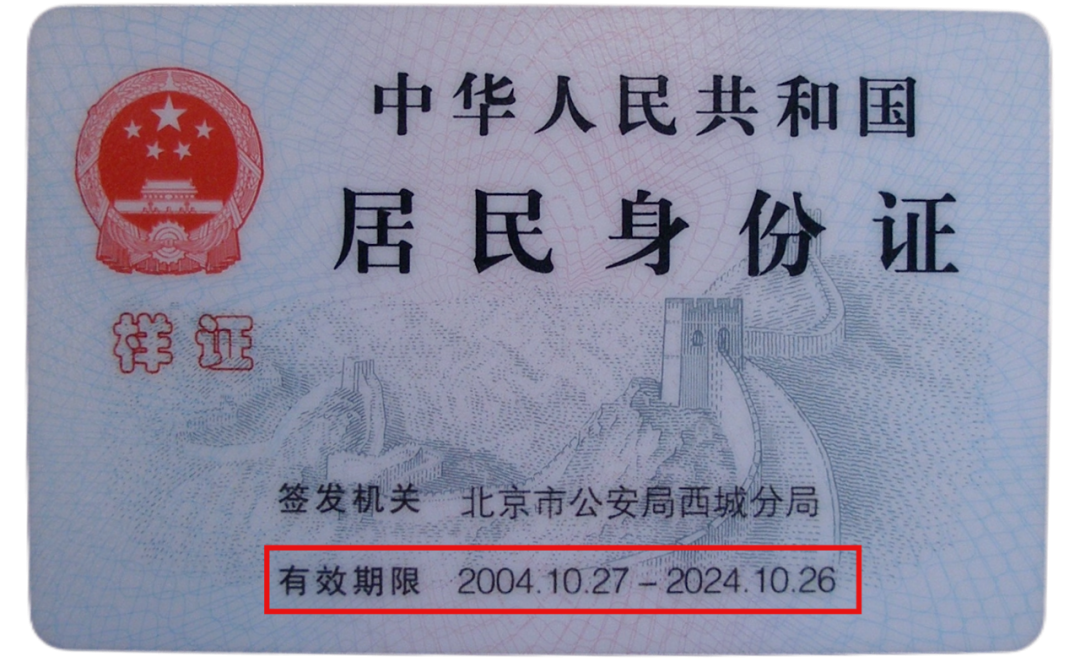 中华人民共和国
居民身份证
样证
签发机关 北京市公安局西城分局
有效期限 2004.10.27-2024.10.26